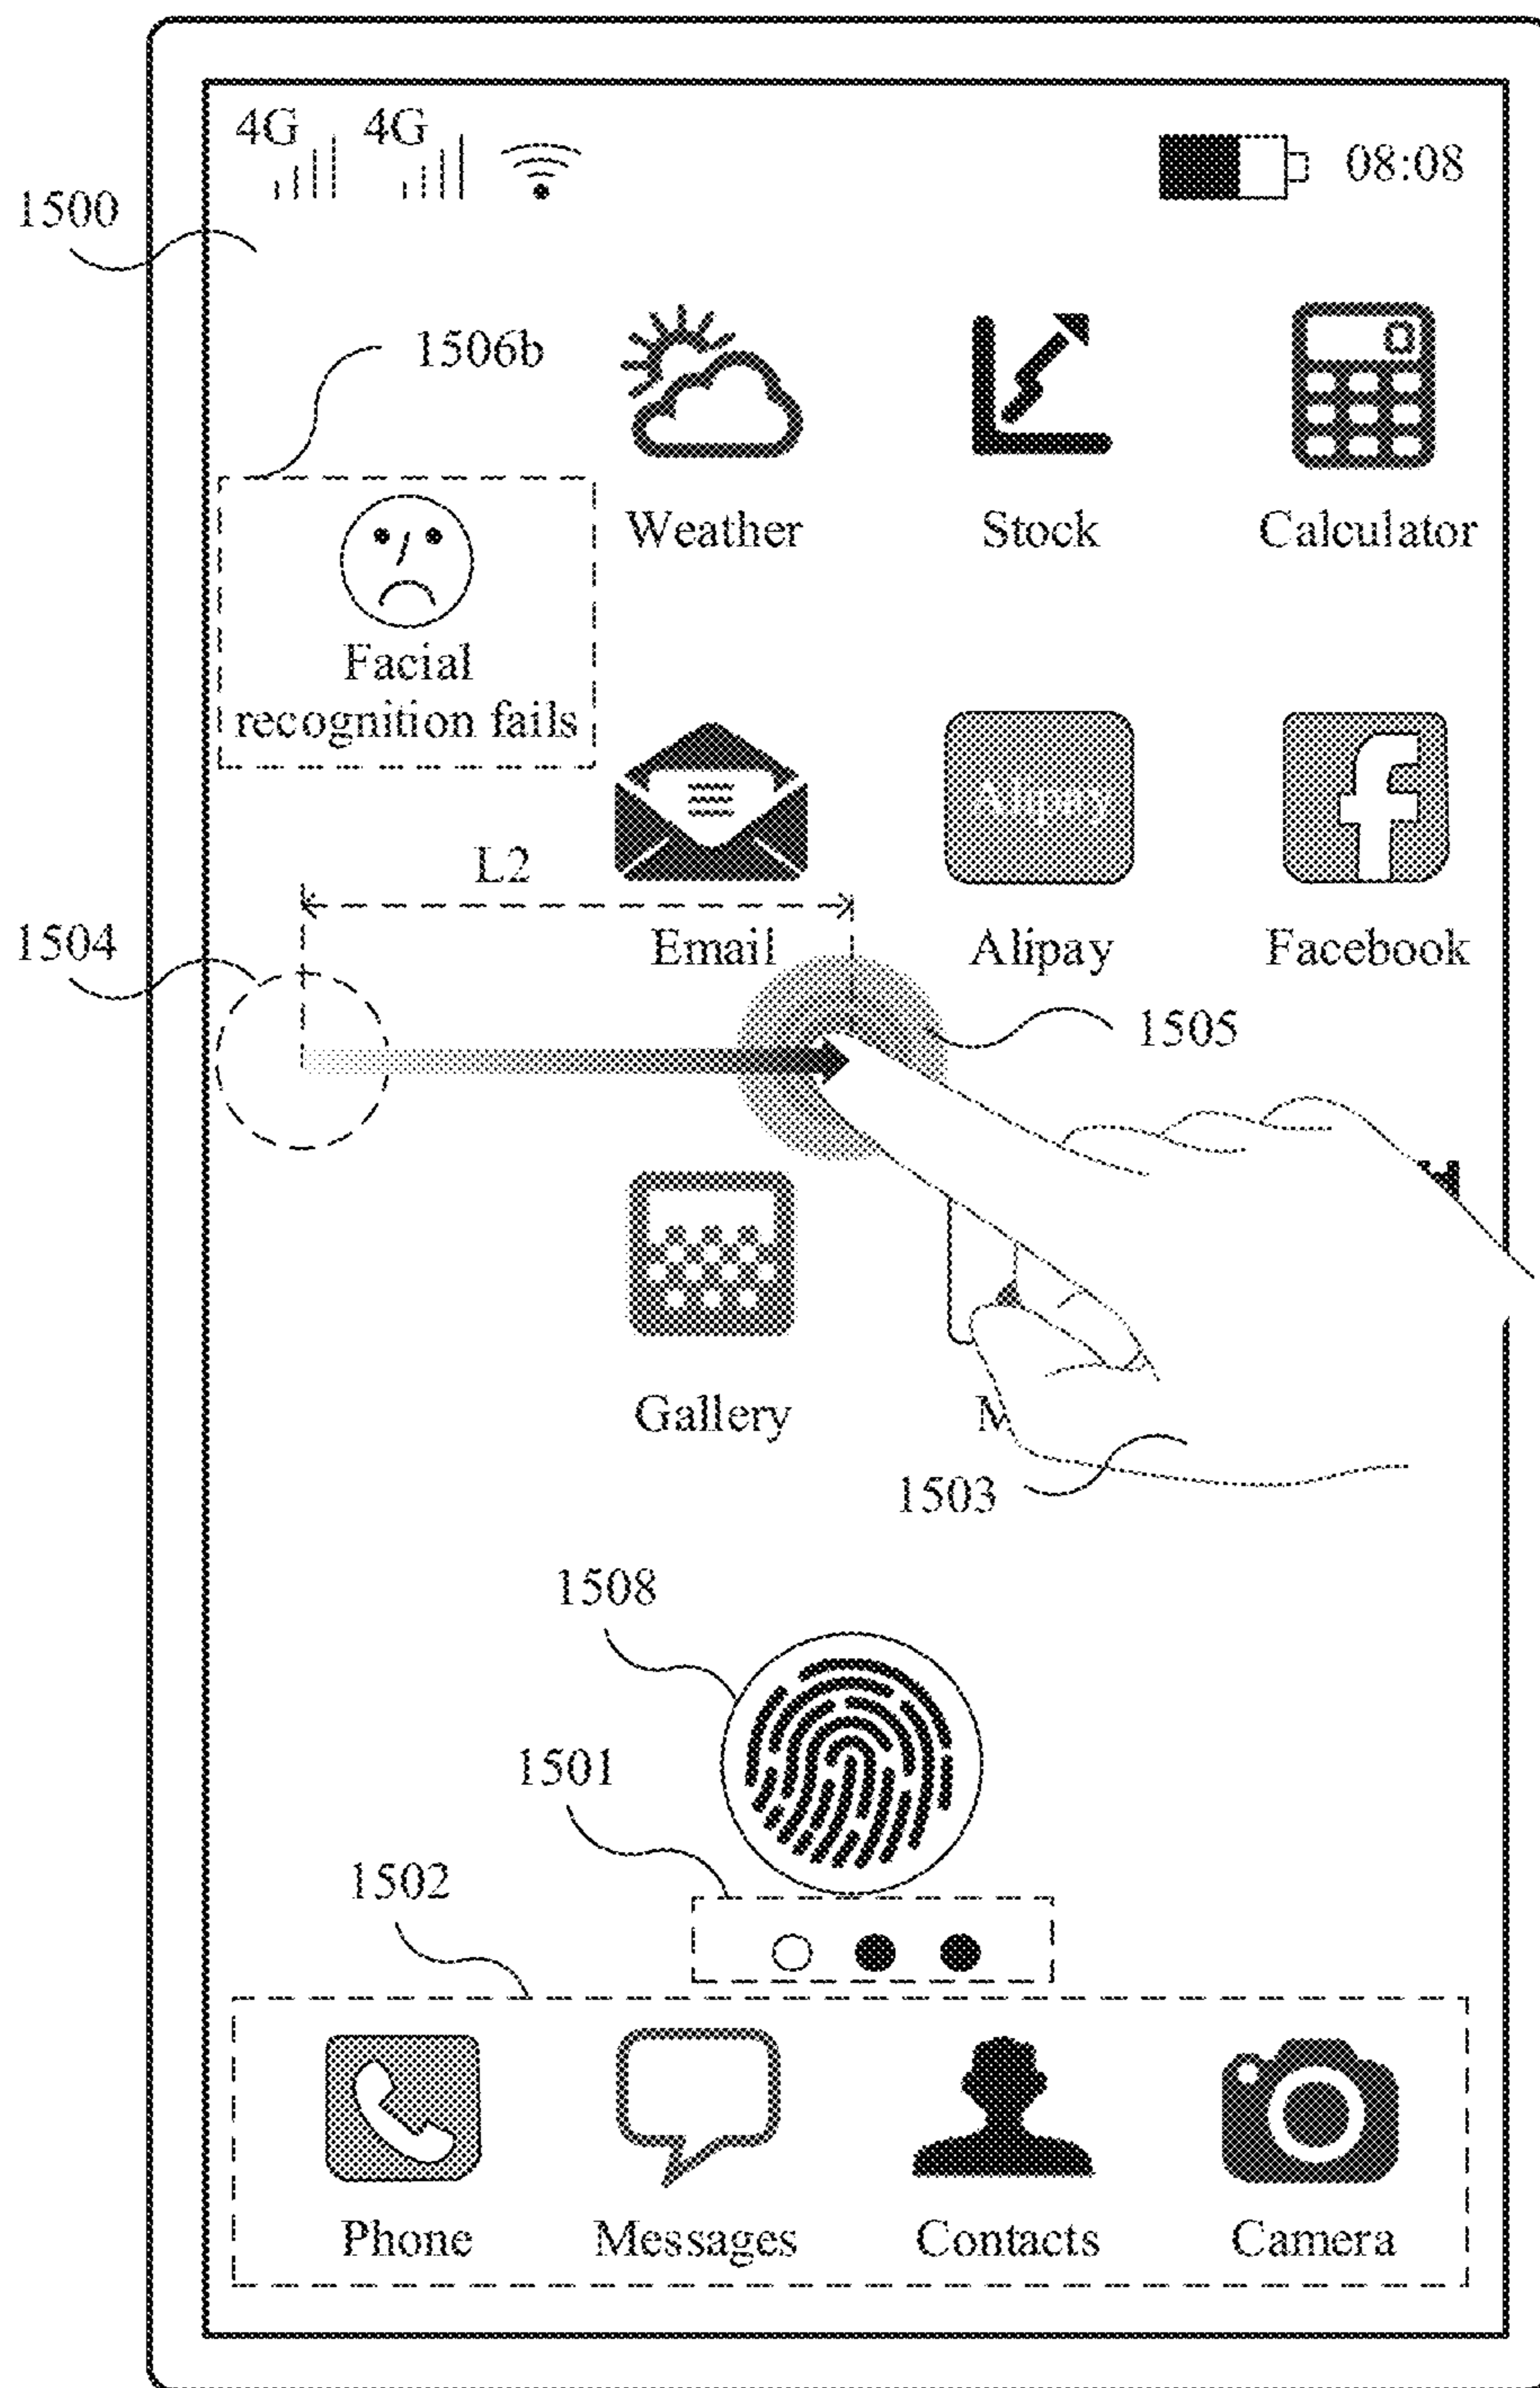 4G 4G 08:08
1500
1506b
Weather Stock Calculator
Facial
recognition fails
Alipay
L2
1504
Email Alipay Facebook
1505
Gallery M
1503
1508
1501
1502
Phone Messages Contacts Camera